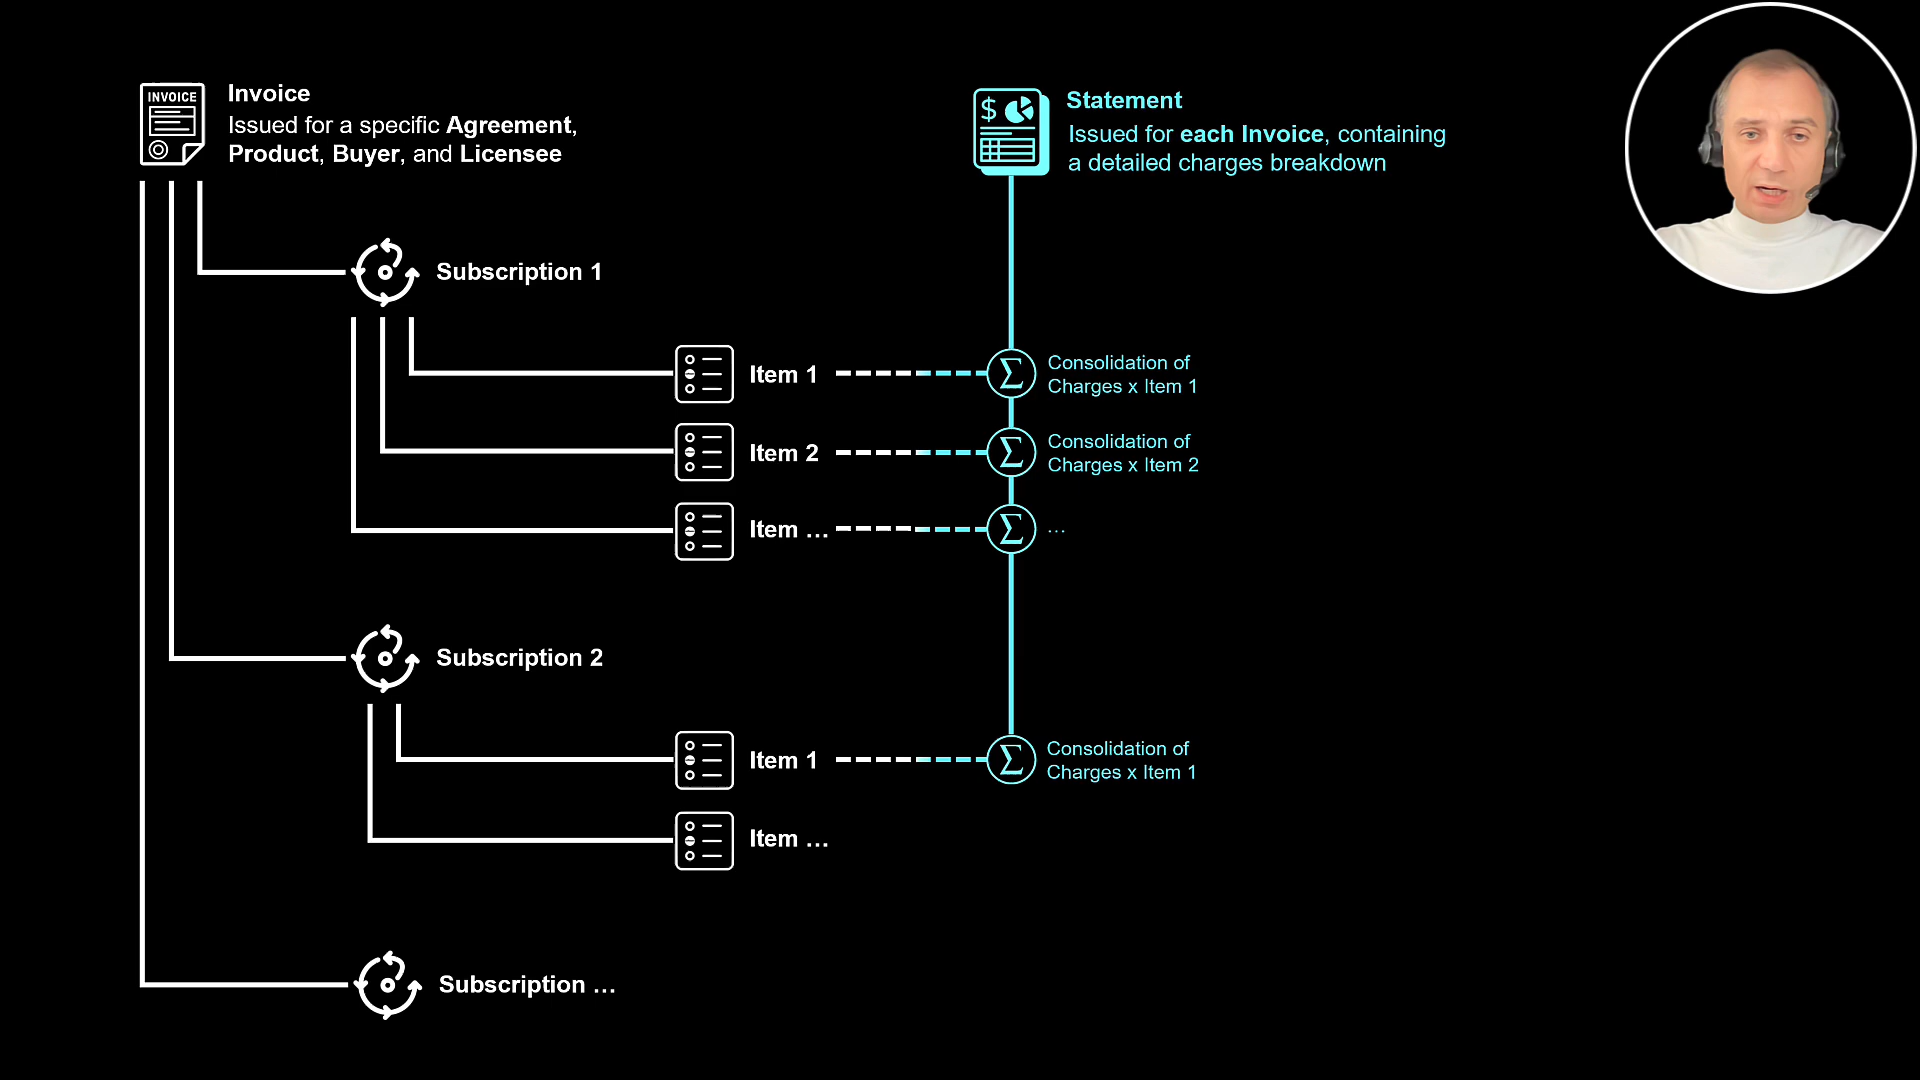 INVOICE
Invoice
Issued for a specific Agreement,
Product, Buyer, and Licensee
$
Statement
Issued for each Invoice, containing
a detailed charges breakdown
Subscription 1
Item 1
Σ
Consolidation of
Charges x Item 1
Item 2
Σ
Consolidation of
Charges x Item 2
Item ...
Σ
...
Subscription 2
Item 1
Σ
Consolidation of
Charges x Item 1
Item ...
Subscription ...